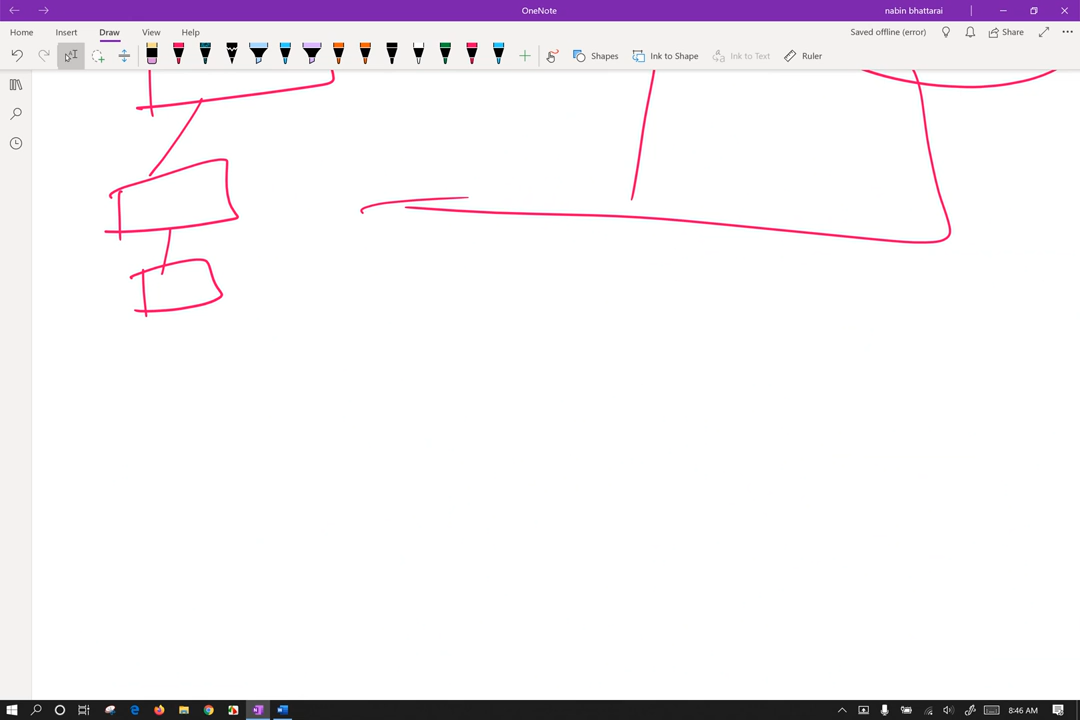 OneNote
nabin bhattarai
Home Insert Draw View Help
Saved offline (error)
Share
Shapes
Ink to Shape
Ink to Text
Ruler
8:46 AM